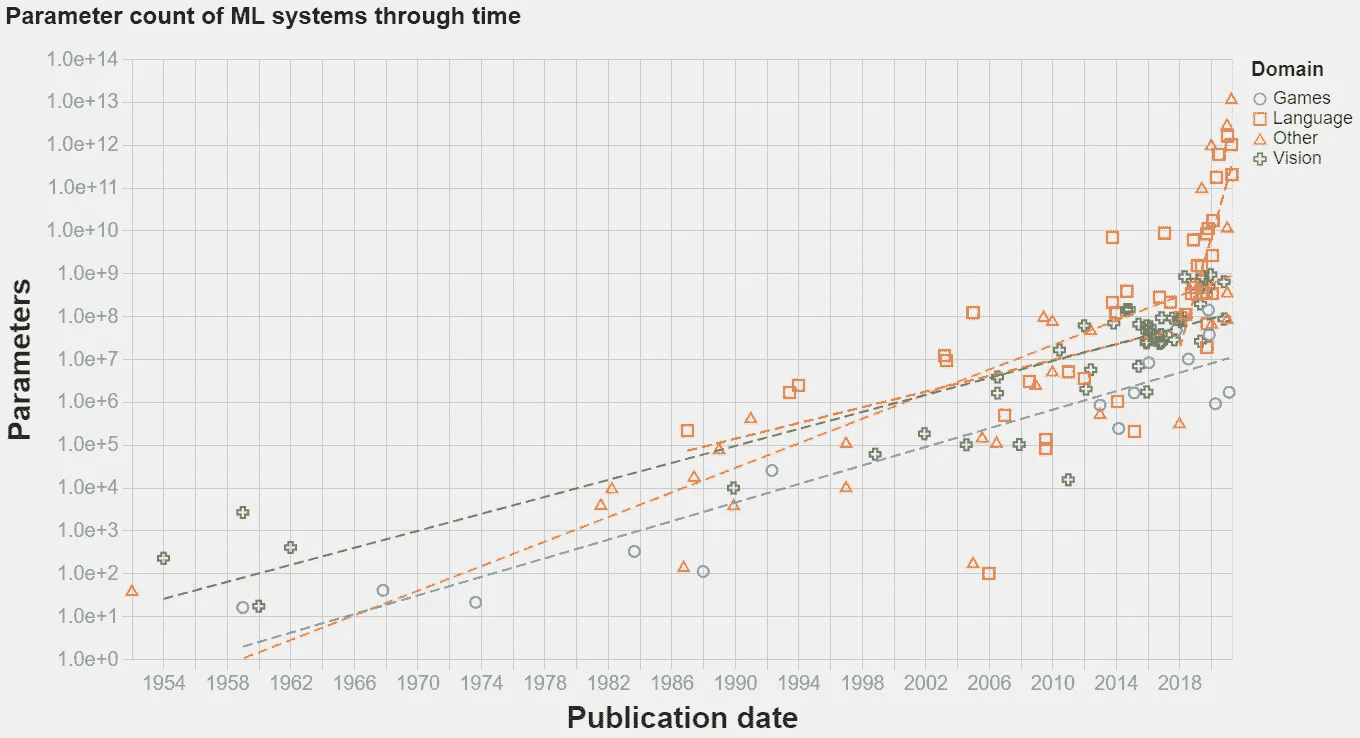 Parameter count of ML systems through time
1.0e+14
1.0e+13
1.0e+12
1.0e+11
1.0e+10
1.0e+9
1.0e+8
1.0e+7
1.0e+6
1.0e+5
1.0e+4
1.0e+3
1.0e+2
1.0e+1
1.0e+0
Parameters
1954 1958 1962 1966 1970 1974 1978 1982 1986 1990 1994 1998 2002 2006 2010 2014 2018
Publication date
Domain
Games
Language
Other
Vision